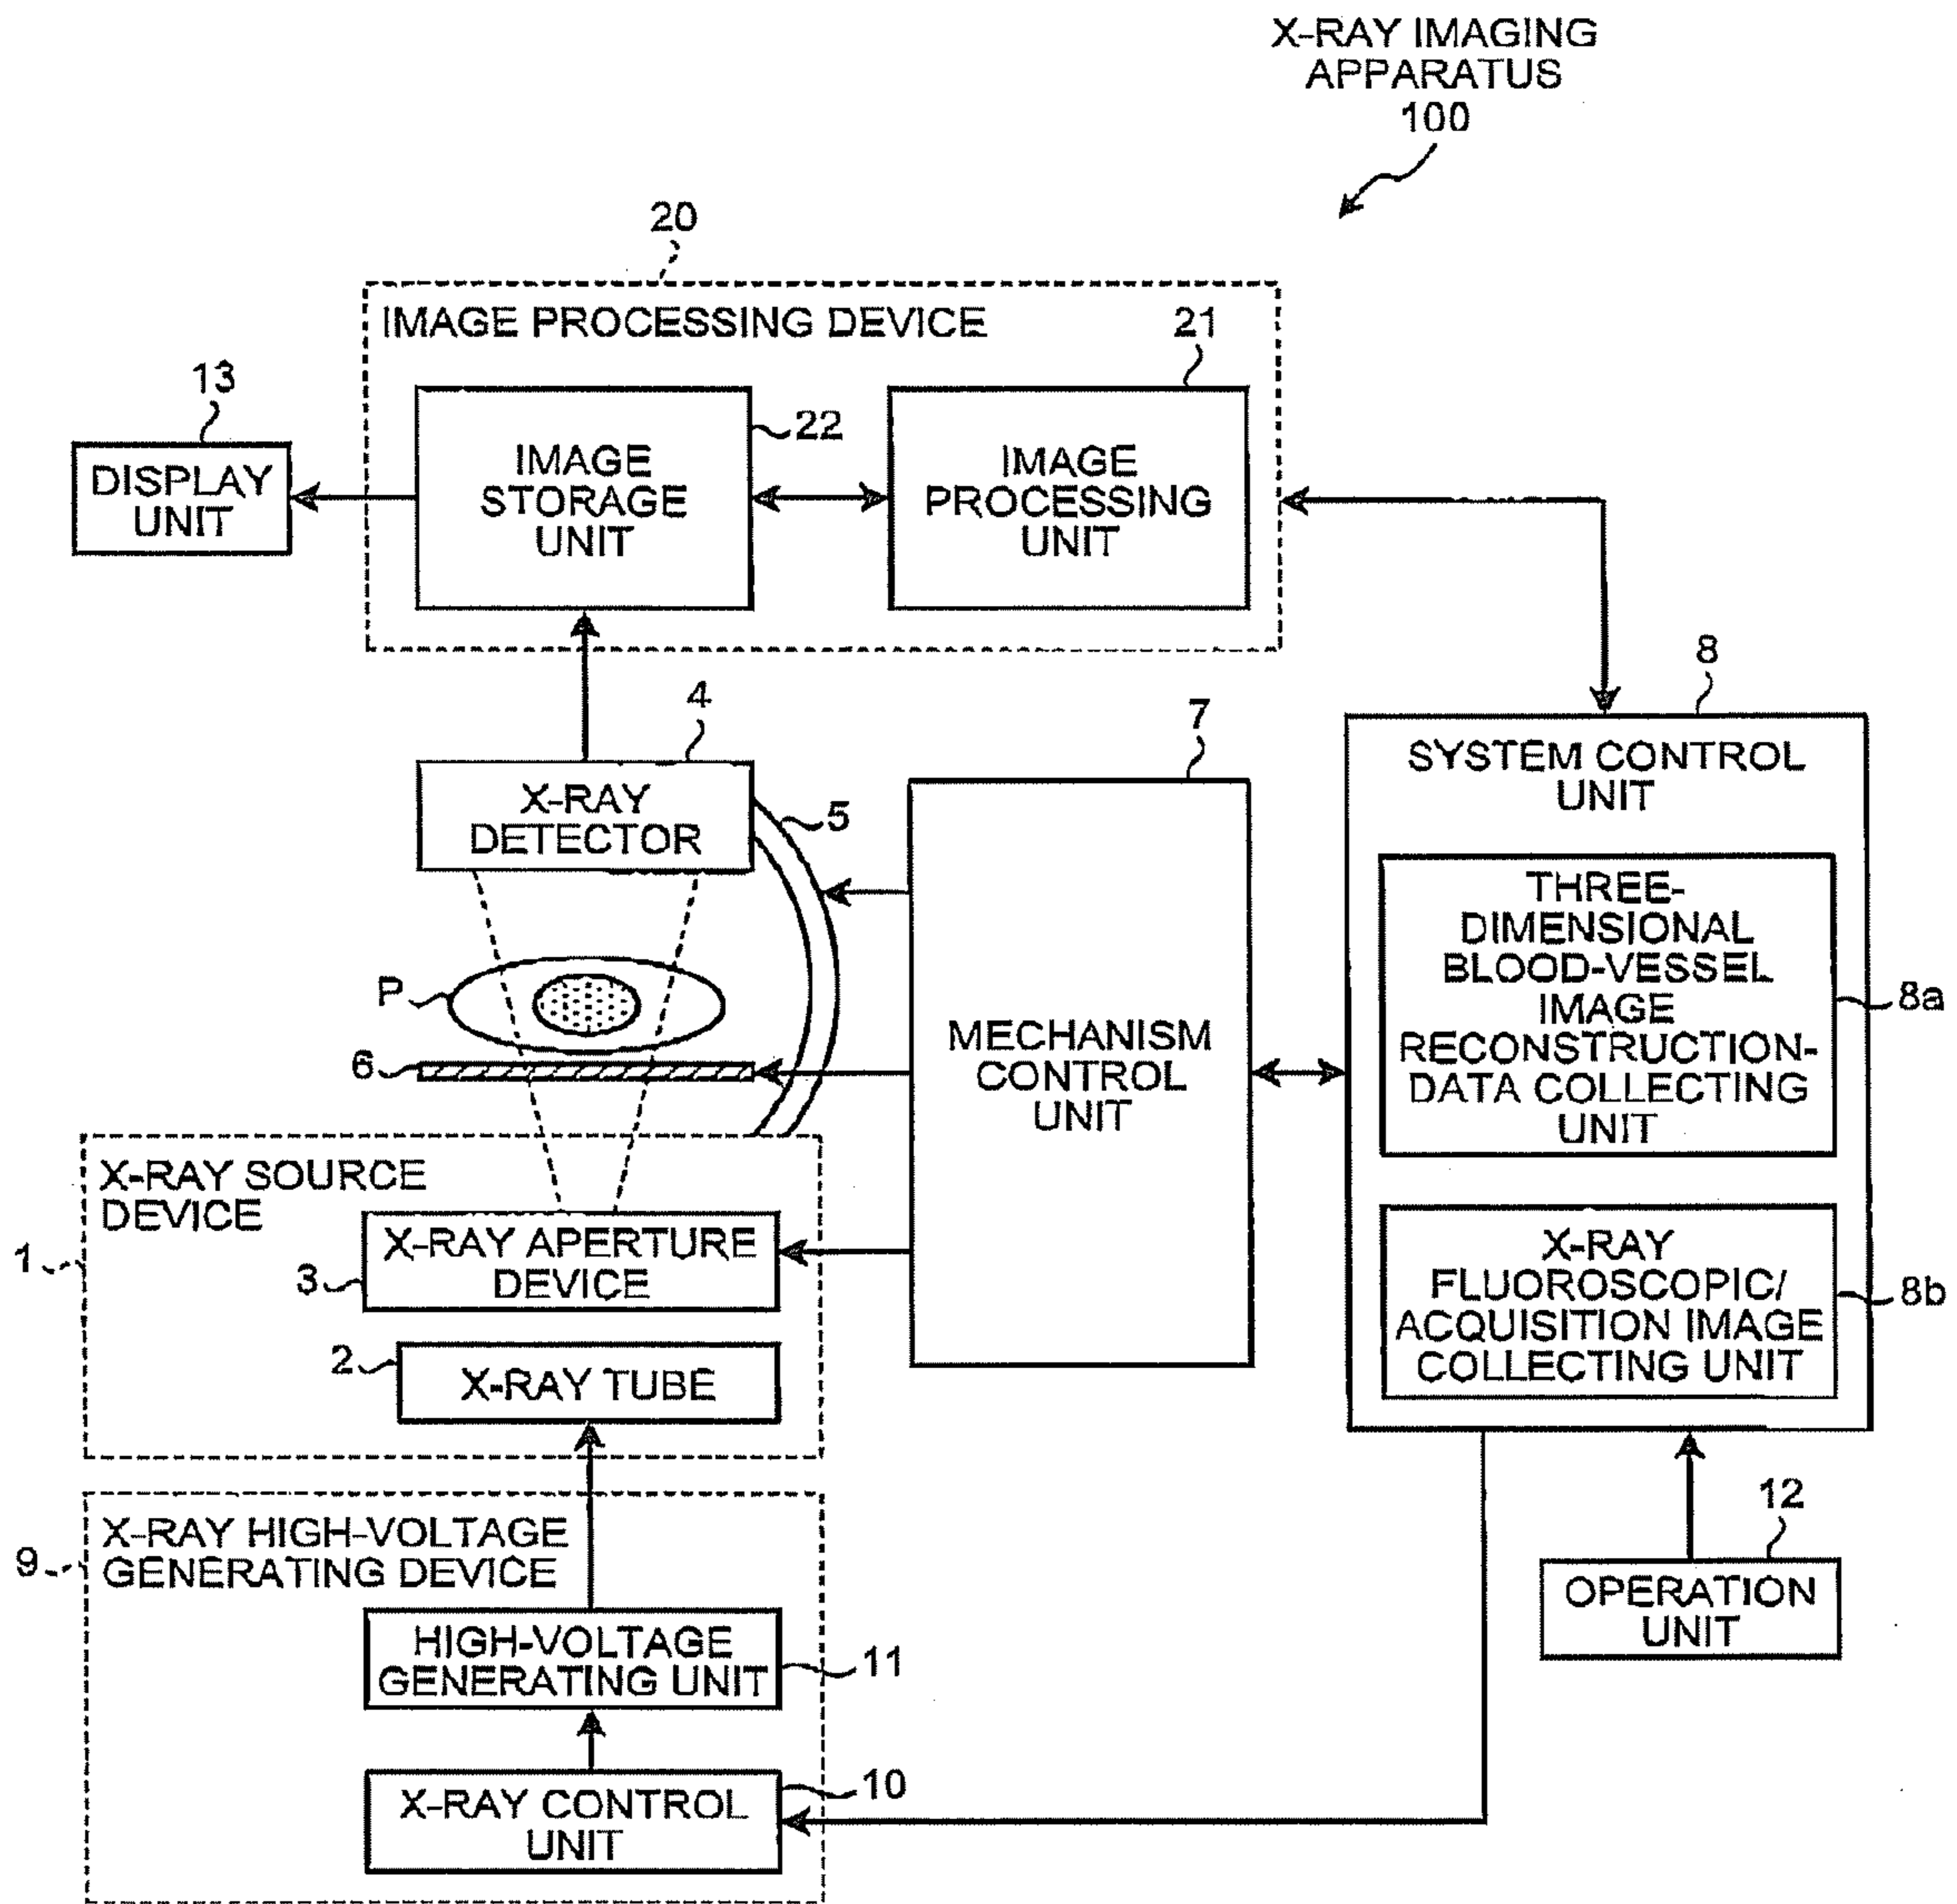 X-RAY IMAGING
APPARATUS
100
20
IMAGE PROCESSING DEVICE
21
13
22
DISPLAY
UNIT
IMAGE
STORAGE
UNIT
IMAGE
PROCESSING
UNIT
8
4
7
SYSTEM CONTROL
UNIT
X-RAY
DETECTOR
5
THREE-
DIMENSIONAL
BLOOD-VESSEL
IMAGE
RECONSTRUCTION-
DATA COLLECTING
UNIT
8a
P
6
MECHANISM
CONTROL
UNIT
X-RAY SOURCE
DEVICE
1
X-RAY APERTURE
DEVICE
3
X-RAY
FLUOROSCOPIC/
ACQUISITION IMAGE
COLLECTING UNIT
8b
2
X-RAY TUBE
12
X-RAY HIGH-VOLTAGE
GENERATING DEVICE
9
OPERATION
UNIT
HIGH-VOLTAGE
GENERATING UNIT
11
10
X-RAY CONTROL
UNIT